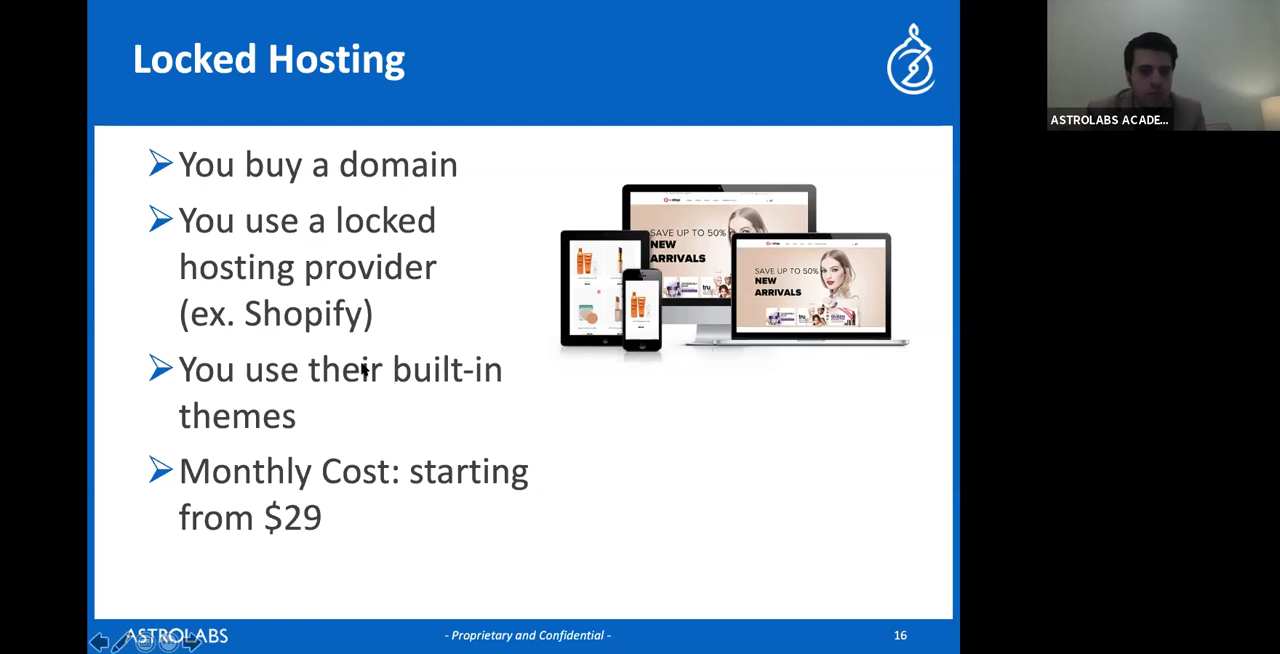 Locked Hosting
You buy a domain
You use a locked
hosting provider
(ex. Shopify)
You use their built-in
themes
Monthly Cost: starting
from $29
SAVE UP TO 50%
NEW
ARRIVALS
SAVE UP TO 50%
NEW
ARRIVALS
ASTROLABS
- Proprietary and Confidential -
16
ASTROLABS ACADE...